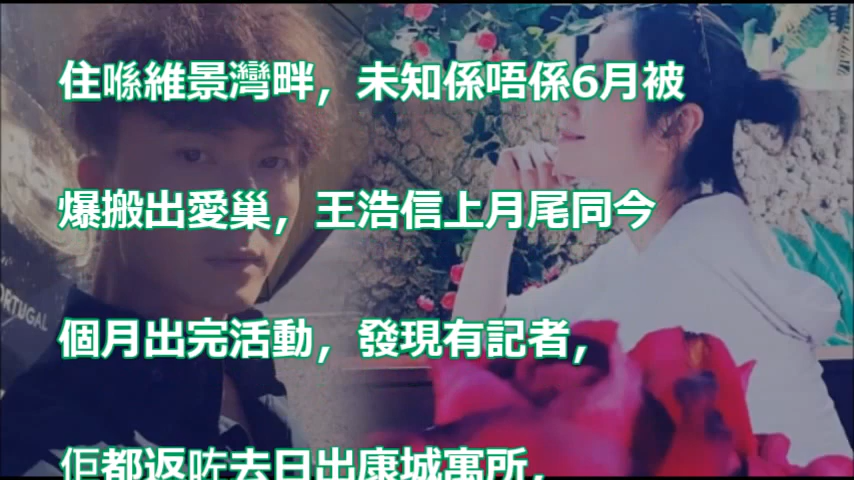 住喺維景灣畔，未知係唔係6月被
爆搬出愛巢，王浩信上月尾同今
PORTUGAL
個月出完活動，發現有記者，
佢都返咗去日出康城寓所，